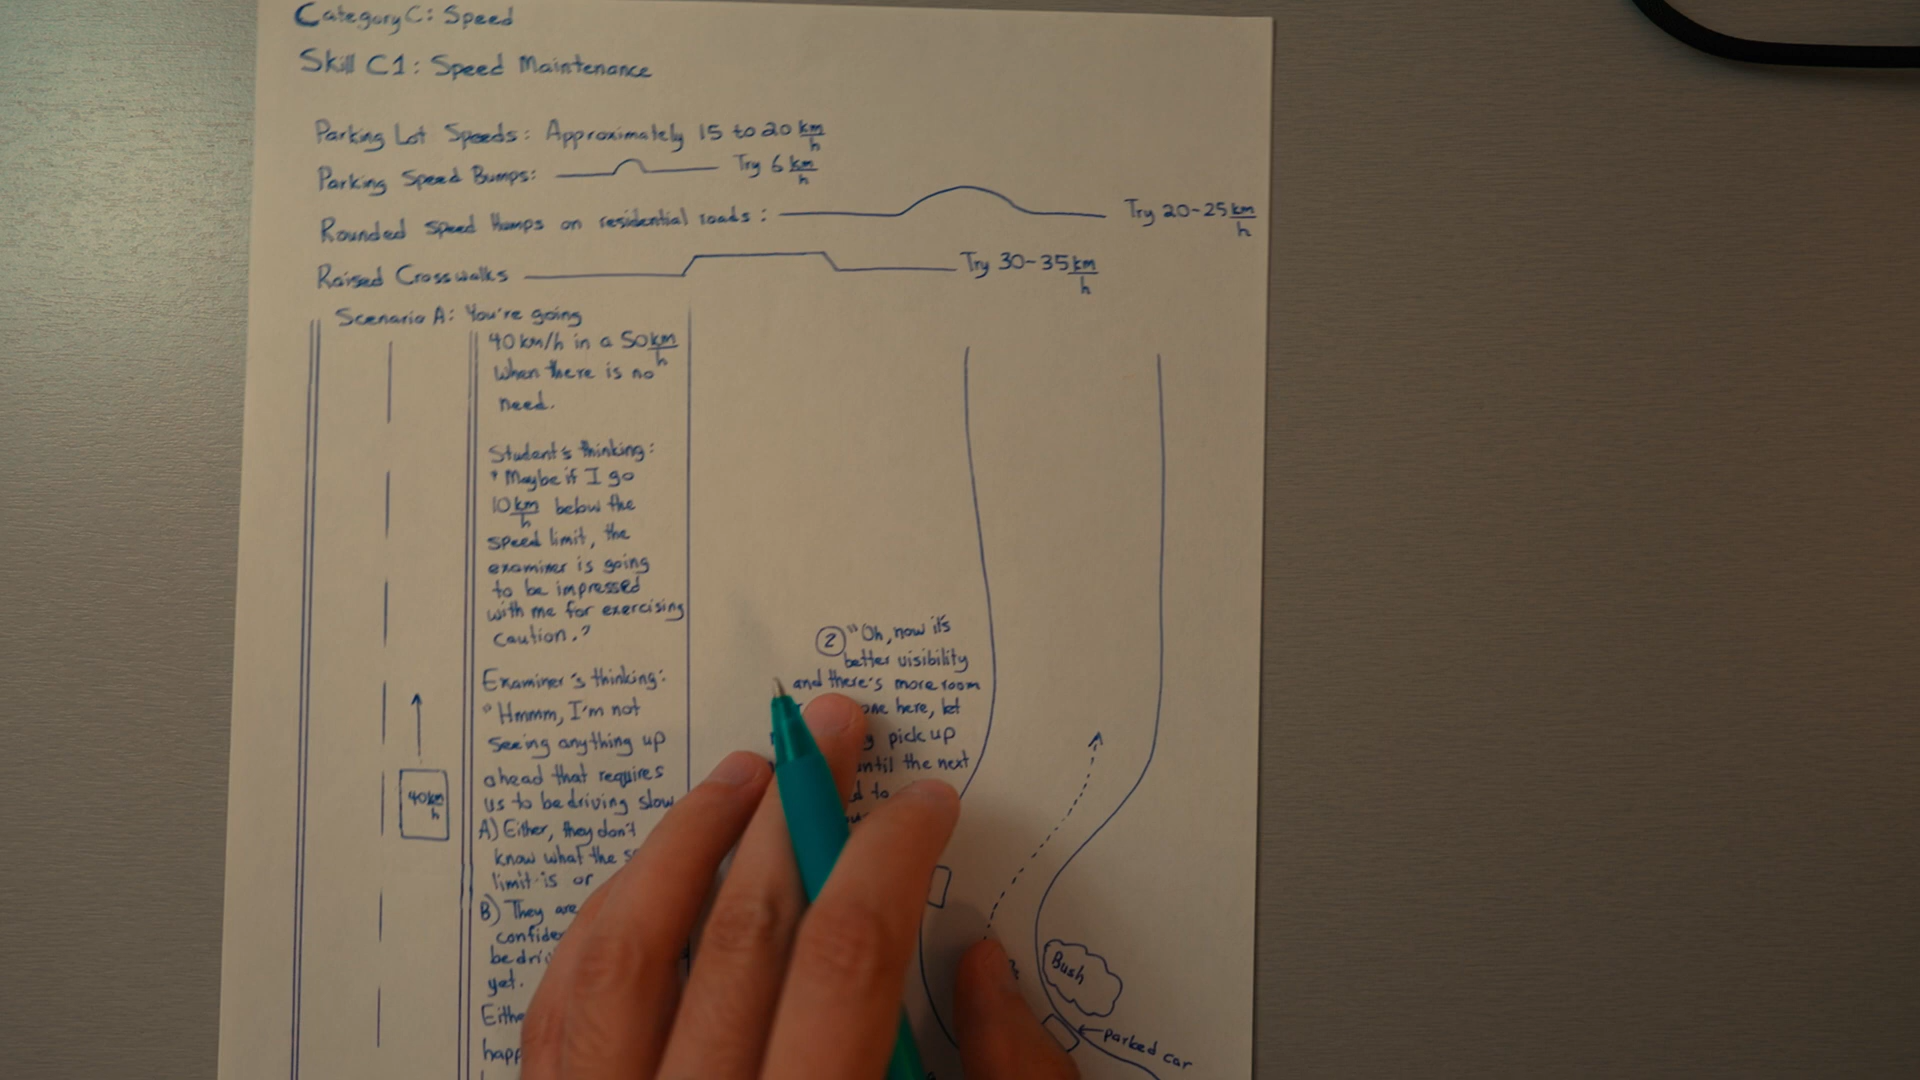 Category C: Speed
Skill C1: Speed Maintenance
Parking Lot Speeds: Approximately 15 to 20 km/h
Parking Speed Bumps: Try 6 km/h
Rounded Speed Humps on residential roads: Try 20-25 km/h
Raised Crosswalks Try 30-35 km/h
Scenario A: You're going
40 km/h in a 50 km/h
when there is no
need.
Student's thinking:
"Maybe if I go
10 km/h below the
speed limit, the
examiner is going
to be impressed
with me for exercising
caution."
Examiner's thinking:
"Hmmm, I'm not
seeing anything up
ahead that requires
us to be driving slow
A) Either, they don't
know what the
limit is or
B) They are
yet.
40 km/h
2 "Oh, now it's
better visibility
and there's more room
here, let
pick up
until the next
Bush
parked car